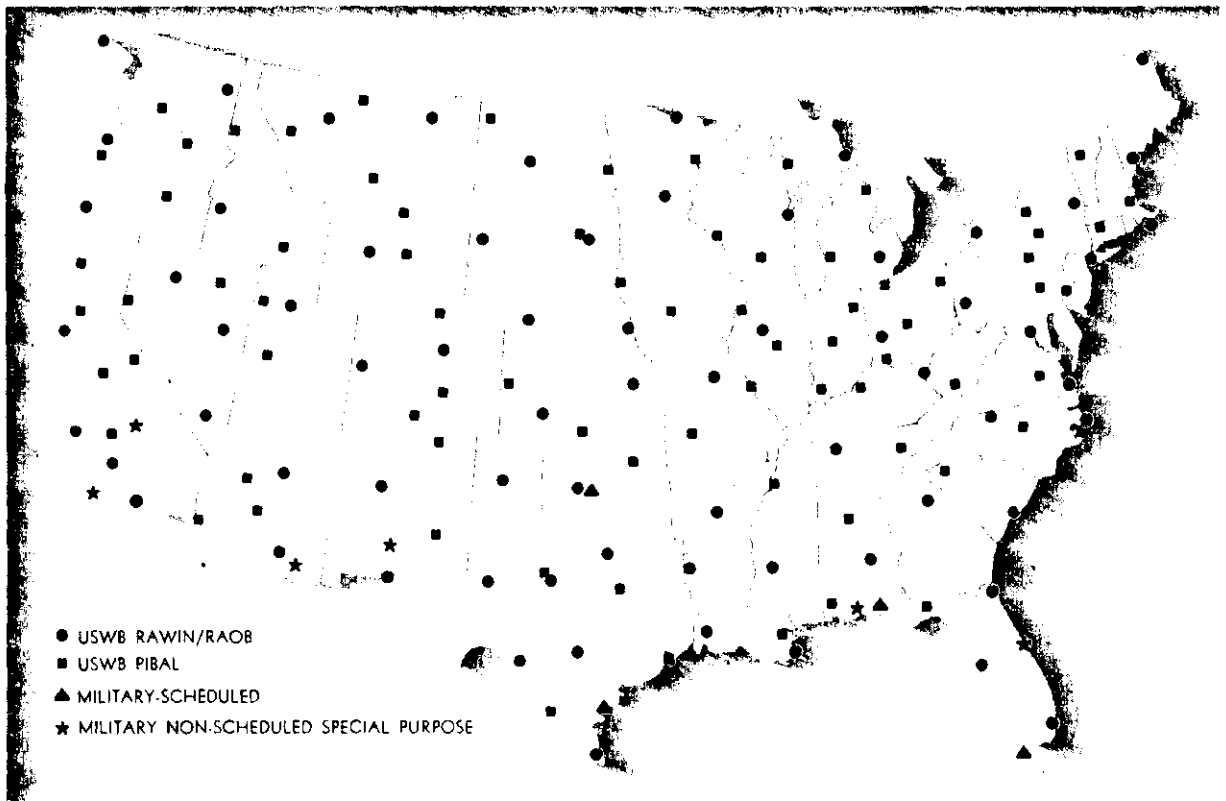 USWB RAWIN/RAOB
USWB PIBAL
MILITARY-SCHEDULED
MILITARY NON-SCHEDULED SPECIAL PURPOSE